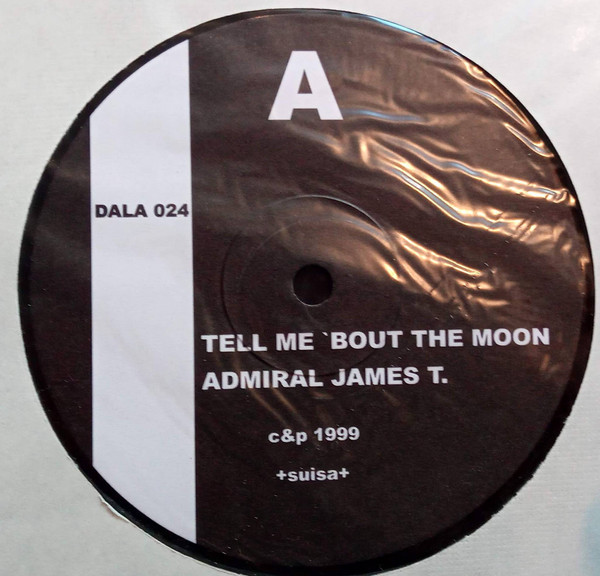 A
DALA 024
TELL ME `BOUT THE MOON
ADMIRAL JAMES T.
c&p 1999
+suisa+